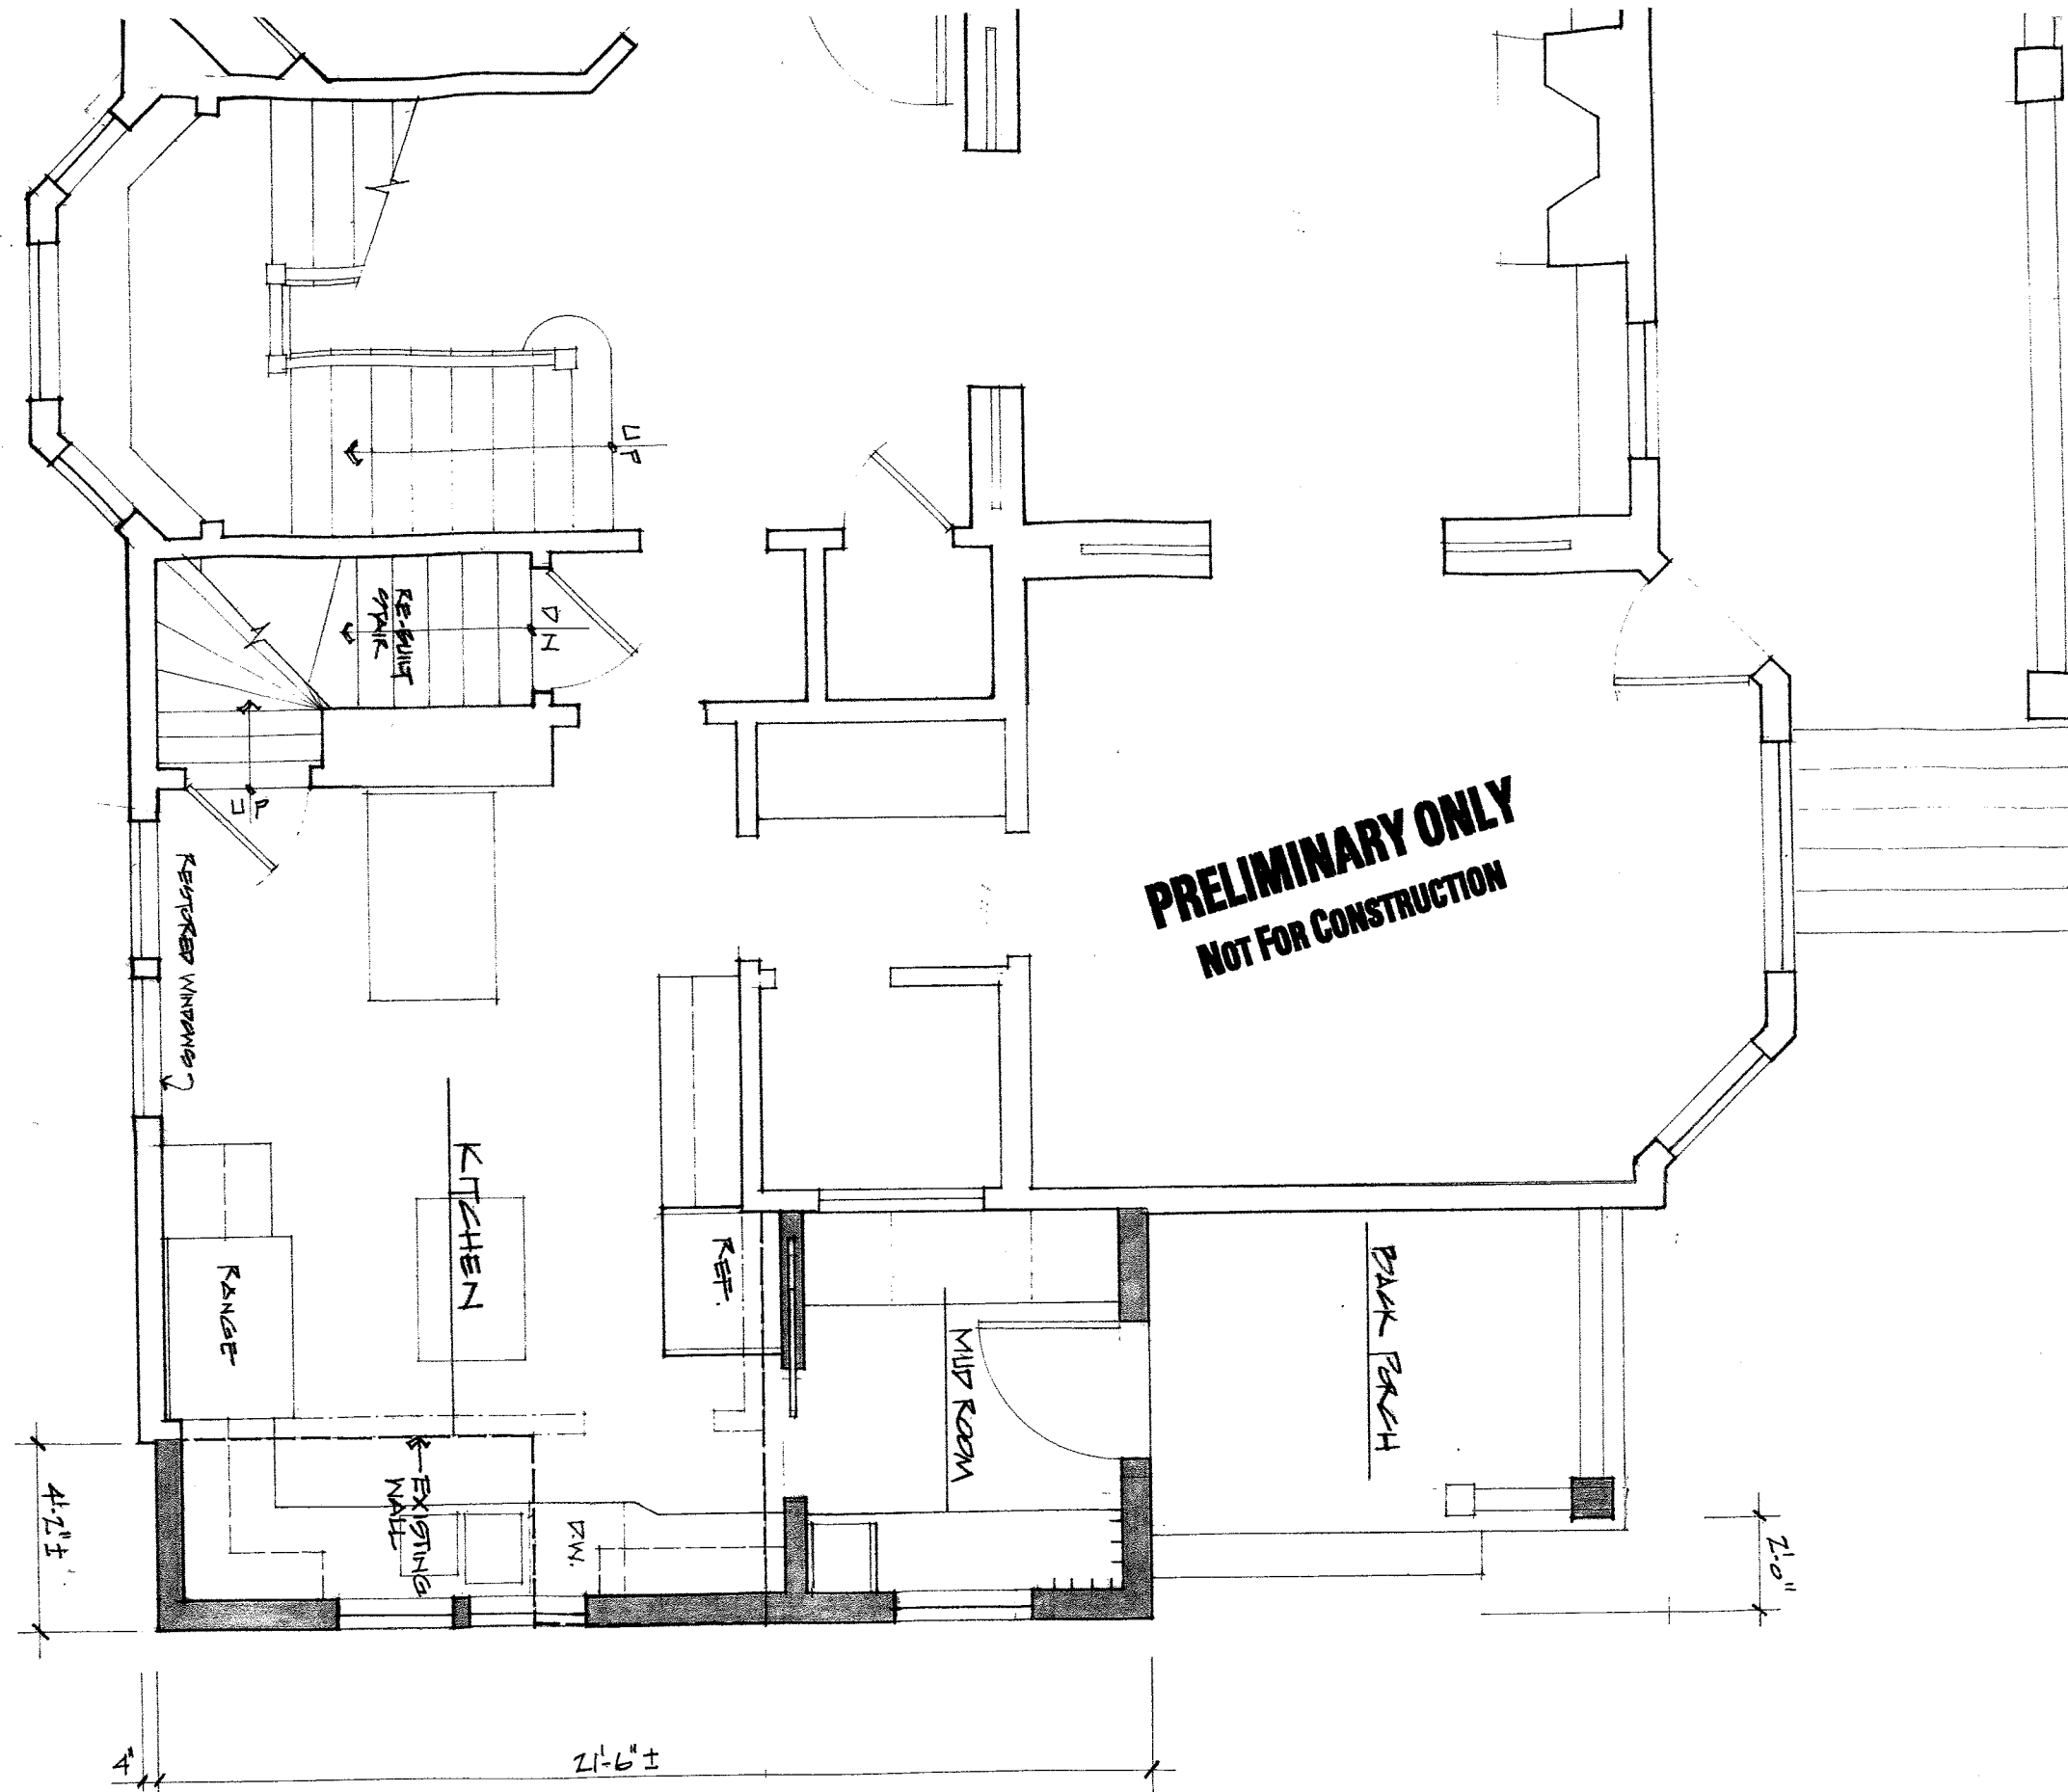 UP
DN
RE-BUILT
STAIR
UP
RESTORED WINDOWS
PRELIMINARY ONLY
NOT FOR CONSTRUCTION
KITCHEN
REF.
RANGE
MUD ROOM
BACK PORCH
EXISTING
WALL
D.W.
4'-2" ±
2'-0"
4"
21'-6" ±